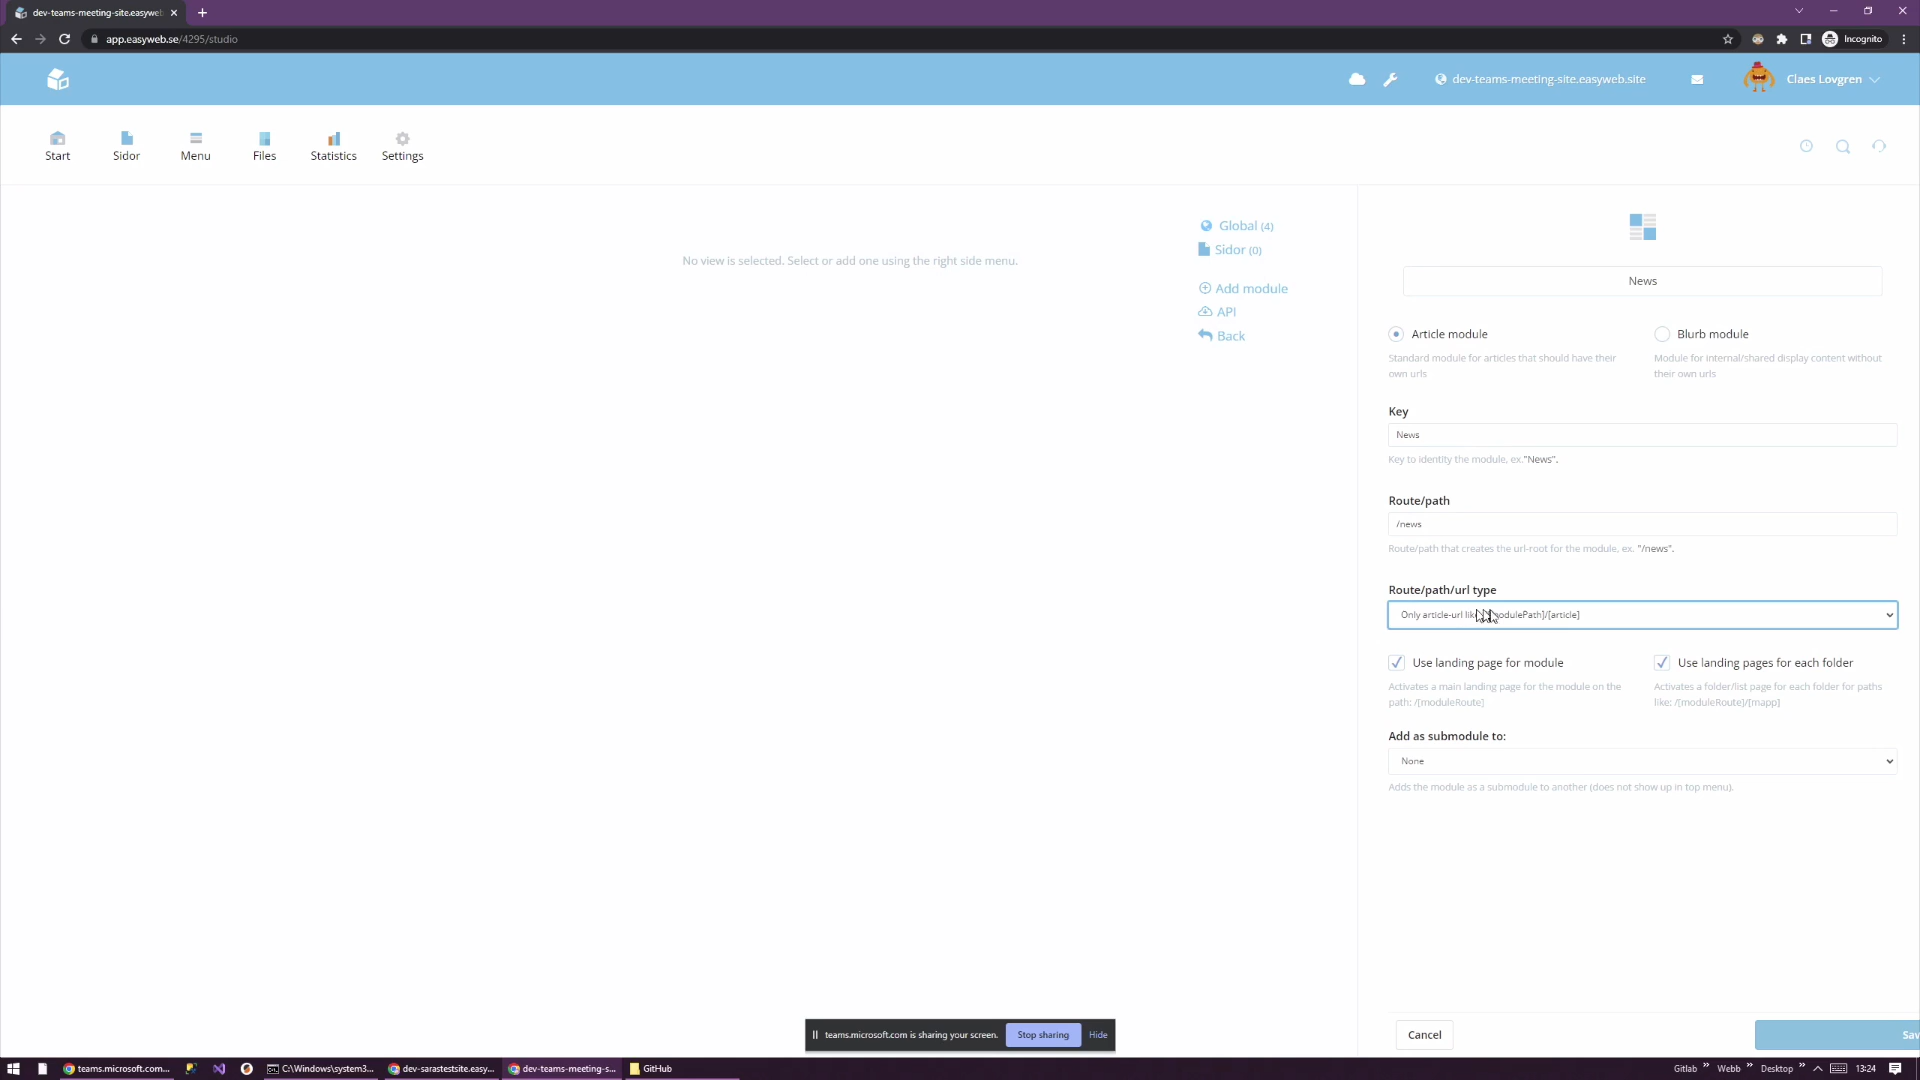 dev-teams-meeting-site.easyweb
app.easyweb.se/4295/studio
Incognito
dev-teams-meeting-site.easyweb.site
Claes Lovgren
Start
Sidor
Menu
Files
Statistics
Settings
Global (4)
Sidor (0)
No view is selected. Select or add one using the right side menu.
Add module
API
Back
News
Article module
Standard module for articles that should have their
own urls
Blurb module
Module for internal/shared display content without
their own urls
Key
News
Key to identity the module, ex."News".
Route/path
/news
Route/path that creates the url-root for the module, ex. "/news".
Route/path/url type
Only article-url [article]
Use landing page for module
Activates a main landing page for the module on the
path: /[moduleRoute]
Use landing pages for each folder
Activates a folder/list page for each folder for paths
like: /[moduleRoute]/[mapp]
Add as submodule to:
None
Adds the module as a submodule to another (does not show up in top menu).
Cancel
Sav
teams.microsoft.com is sharing your screen.
Stop sharing
Hide
teams.microsoft.com...
C:\Windows\system3...
dev-sarastestsite.easy...
dev-teams-meeting-s...
GitHub
Gitlab
Webb
Desktop
13:24